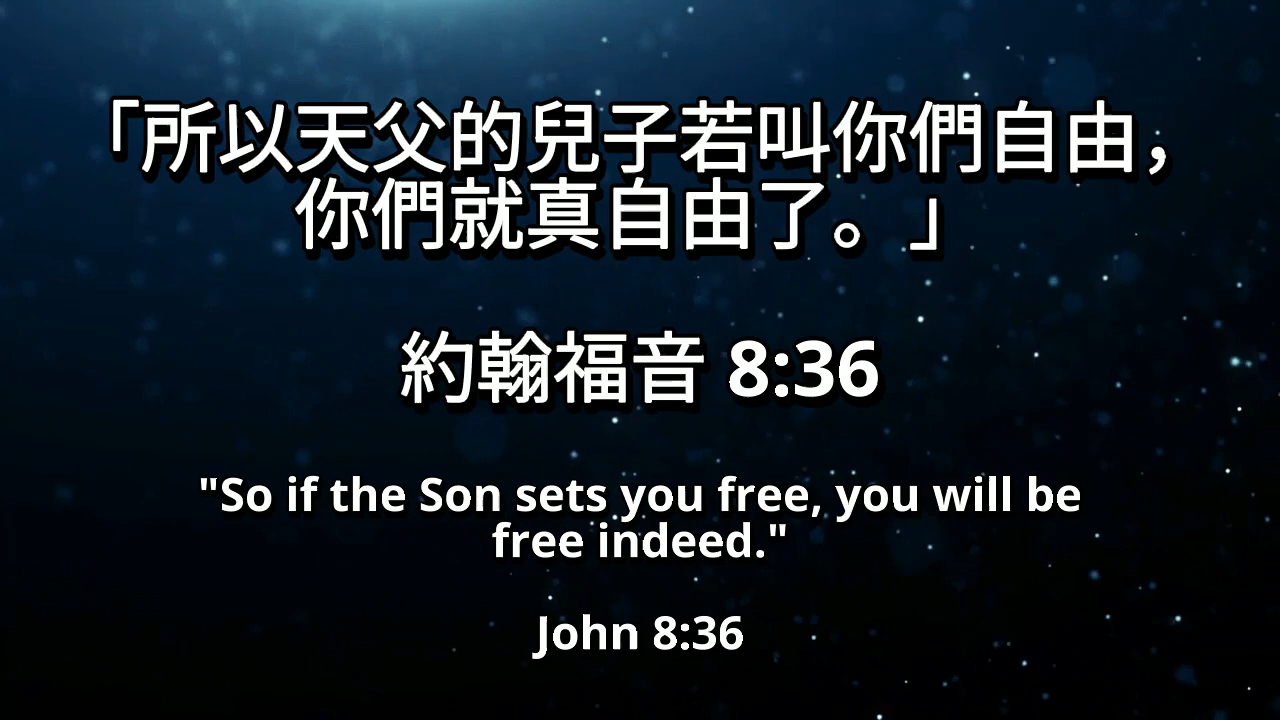 「所以天父的兒子若叫你們自由，
你們就真自由了。」
約翰福音 8:36
"So if the Son sets you free, you will be
free indeed."
John 8:36